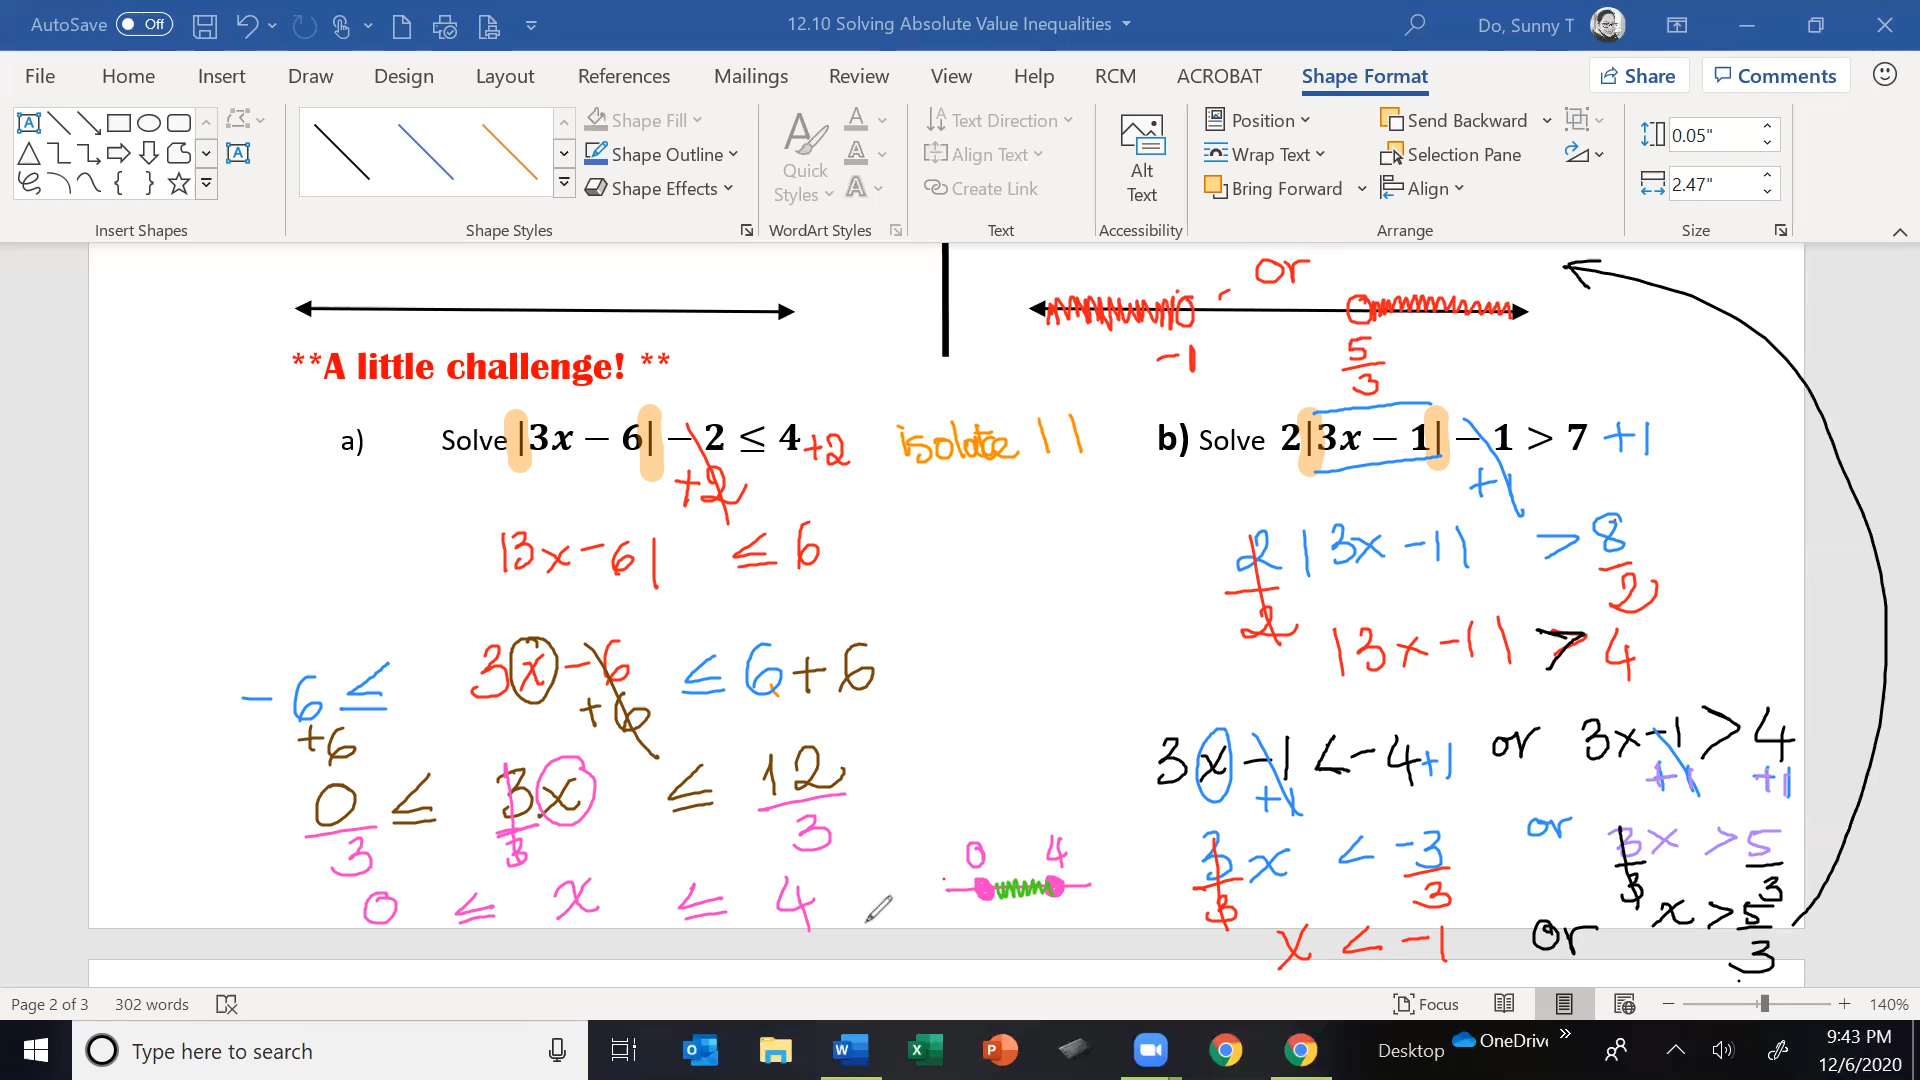 AutoSave Off 12.10 Solving Absolute Value Inequalities Do, Sunny T
File Home Insert Draw Design Layout References Mailings Review View Help RCM ACROBAT Shape Format Share Comments
Shape Fill Text Direction Position Send Backward 0.05"
Shape Outline Align Text Wrap Text Selection Pane
Quick Styles Alt Text
Shape Effects Create Link Bring Forward Align 2.47"
Insert Shapes Shape Styles WordArt Styles Text Accessibility Arrange Size
or
-1 5/3
**A little challenge! **
a) Solve |3x − 6| − 2 ≤ 4 +2
+2
isolate | |
|3x - 6| ≤ 6
-6 ≤ 3x - 6 ≤ 6 + 6
+6 +6
0 ≤ 3x ≤ 12
3 3 3
0 ≤ x ≤ 4
0 4
b) Solve 2|3x − 1| − 1 > 7 +1
+1
2 |3x - 1| > 8
2 2
|3x - 1| > 4
3x - 1 < -4 +1 or 3x - 1 > 4
+1 +1 +1
3x < -3 or 3x > 5
3 3 3 3
x < -1 or x > 5/3
Page 2 of 3 302 words Focus 140%
Type here to search Desktop OneDrive 9:43 PM
12/6/2020